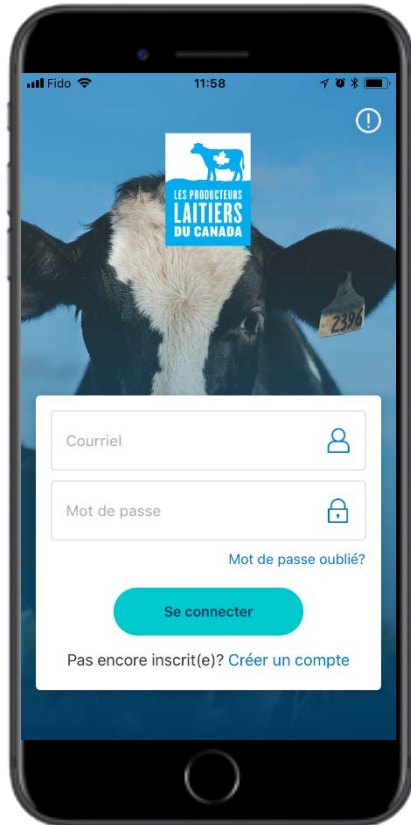 Fido
11:58
LES PRODUCTEURS
LAITIERS
DU CANADA
2396
Courriel
Mot de passe
Mot de passe oublié?
Se connecter
Pas encore inscrit(e)? Créer un compte